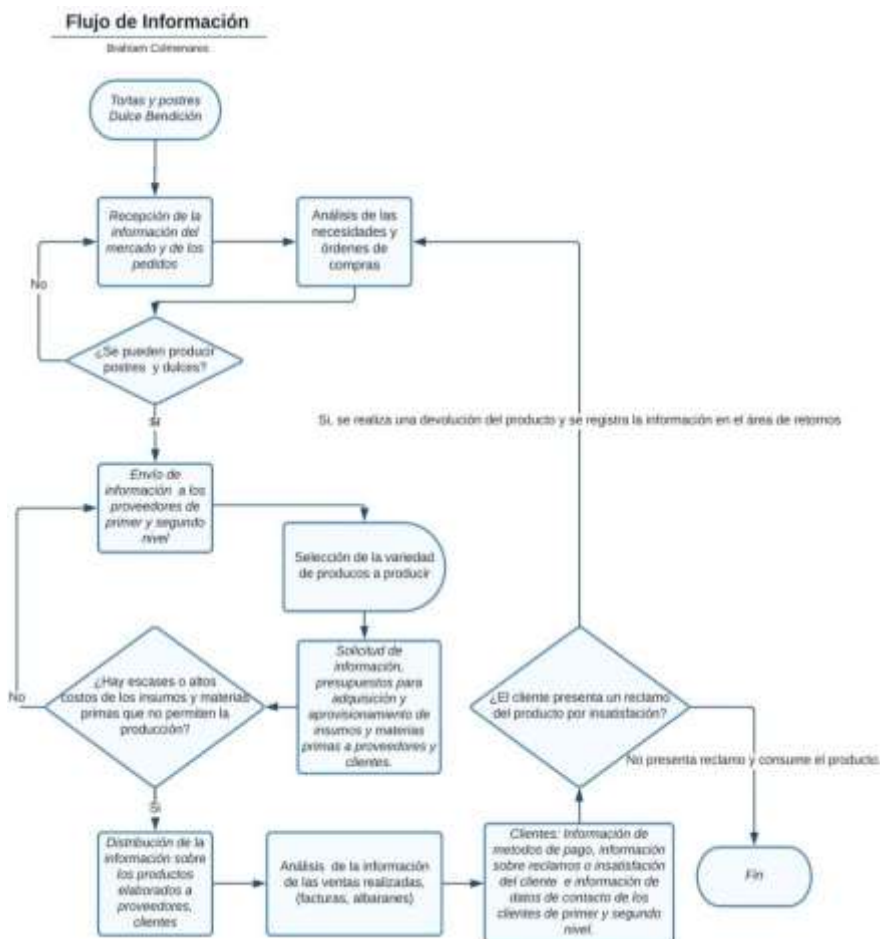 Flujo de Información
Brahiam Colmenares
Tortas y postres
Dulce Bendición
Recepción de la
información del
mercado y de los
pedidos
Análisis de las
necesidades y
órdenes de
compras
No
¿Se pueden producir
postres y dulces?
Si
Si, se realiza una devolución del producto y se registra la información en el área de retornos
Envío de
información a los
proveedores de
primer y segundo
nivel
Selección de la variedad
de producos a producir
Solicitud de
información,
presupuestos para
adquisición y
aprovisionamiento de
insumos y materias
primas a proveedores y
clientes.
¿Hay escases o altos
costos de los insumos y materias
primas que no permiten la
producción?
No
¿El cliente presenta un reclamo
del producto por insatisfacción?
No presenta reclamo y consume el producto.
Si
Distribución de la
información sobre
los productos
elaborados a
proveedores,
clientes
Análisis de la información
de las ventas realizadas,
(facturas, albaranes)
Clientes: Información de
metodos de pago, información
sobre reclamos o insatisfacción
del cliente e información de
datos de contacto de los
clientes de primer y segundo
nivel.
Fin